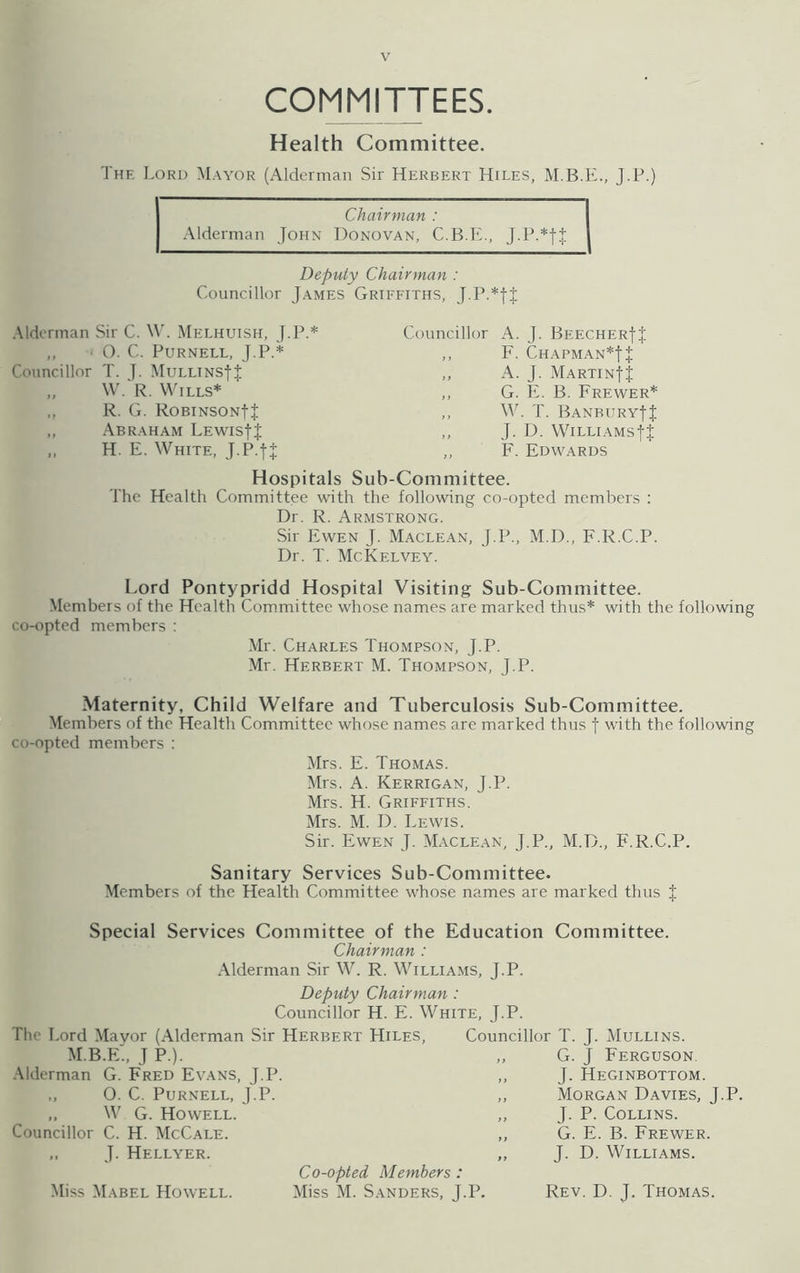 v
COMMITTEES.
Health Committee.
The Lord Mayor (Alderman Sir Herbert Hiles, M.B.E., J.P.)
Chairman :
Alderman John Donovan, C.B.E., J.P.*†‡
Deputy Chairman :
Councillor James Griffiths, J.P.*†‡
Alderman Sir C. W. Melhuish, J.P.*
„ O. C. Purnell, J.P.*
Councillor T. J. Mullins†‡
„ W. R. Wills*
„ R. G. Robinson†‡
„ Abraham Lewis†‡
„ H. E. White, J.P.†‡
Councillor A. J. Beecher†‡
„ F. Chapman*†‡
„ A. J. Martin†‡
„ G. E. B. Frewer*
„ W. T. Banbury†‡
„ J. D. Williams†‡
„ F. Edwards
Hospitals Sub-Committee.
The Health Committee with the following co-opted members :
Dr. R. Armstrong.
Sir Ewen J. Maclean, J.P., M.D., F.R.C.P.
Dr. T. McKelvey.
Lord Pontypridd Hospital Visiting Sub-Committee.
Members of the Health Committee whose names are marked thus* with the following
co-opted members :
Mr. Charles Thompson, J.P.
Mr. Herbert M. Thompson, J.P.
Maternity, Child Welfare and Tuberculosis Sub-Committee.
Members of the Health Committee whose names are marked thus † with the following
co-opted members :
Mrs. E. Thomas.
Mrs. A. Kerrigan, J.P.
Mrs. H. Griffiths.
Mrs. M. D. Lewis.
Sir. Ewen J. Maclean, J.P., M.D., F.R.C.P.
Sanitary Services Sub-Committee.
Members of the Health Committee whose names are marked thus ‡
Special Services Committee of the Education Committee.
Chairman :
Alderman Sir W. R. Williams, J.P.
Deputy Chairman :
Councillor H. E. White, J.P.
The Lord Mayor (Alderman Sir Herbert Hiles,
M.B.E., J P.).
Alderman G. Fred Evans, J.P.
„ O. C. Purnell, J.P.
„ W G. Howell.
Councillor C. H. McCale.
„ J. Hellyer.
Councillor T. J. Mullins.
„ G. J Ferguson.
„ J. Heginbottom.
„ Morgan Davies, J.P.
„ J. P. Collins.
„ G. E. B. Frewer.
„ J. D. Williams.
Co-opted Members :
Miss Mabel Howell. Miss M. Sanders, J.P. Rev. D. J. Thomas.